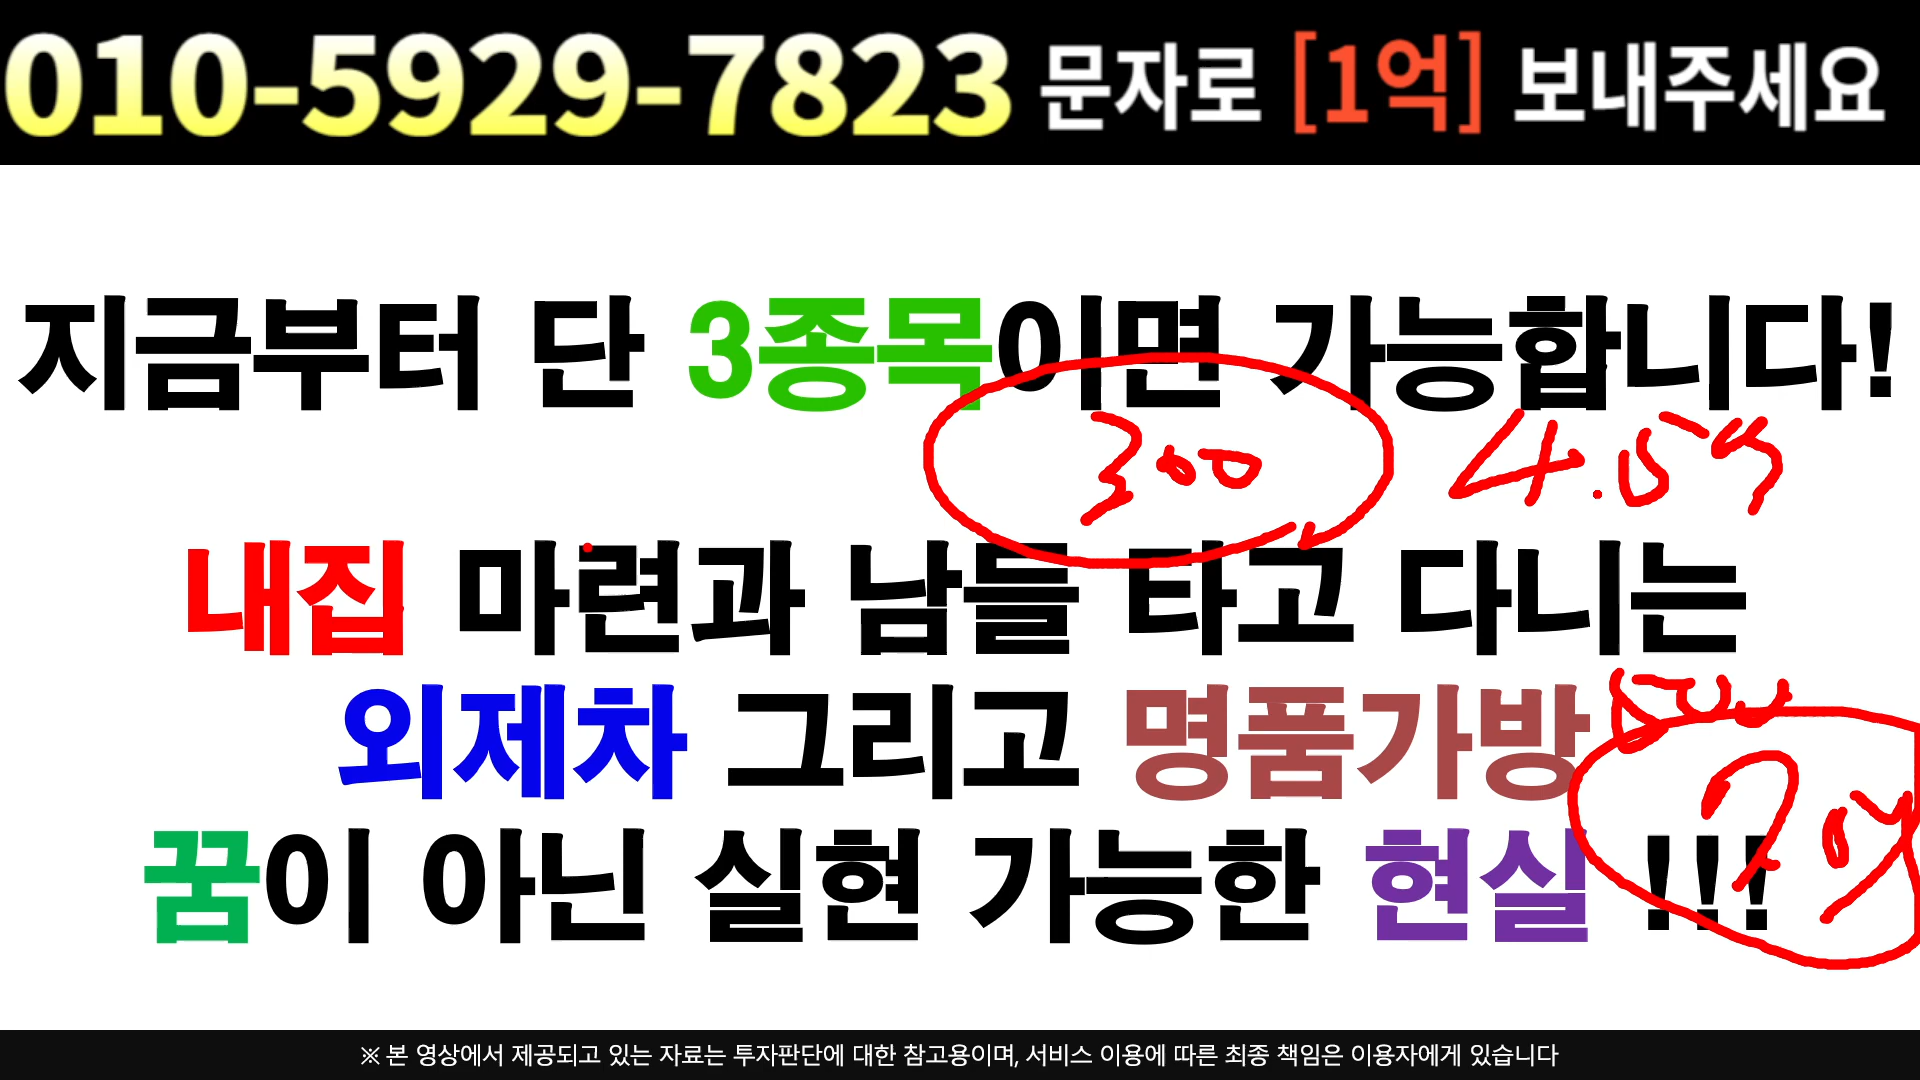 010-5929-7823 문자로 [1억] 보내주세요
지금부터 단 3종목이면 가능합니다!
300
4.5억
내집 마련과 남들 타고 다니는
500
외제차 그리고 명품가방
꿈이 아닌 실현 가능한 현실 !!!
※ 본 영상에서 제공되고 있는 자료는 투자판단에 대한 참고용이며, 서비스 이용에 따른 최종 책임은 이용자에게 있습니다